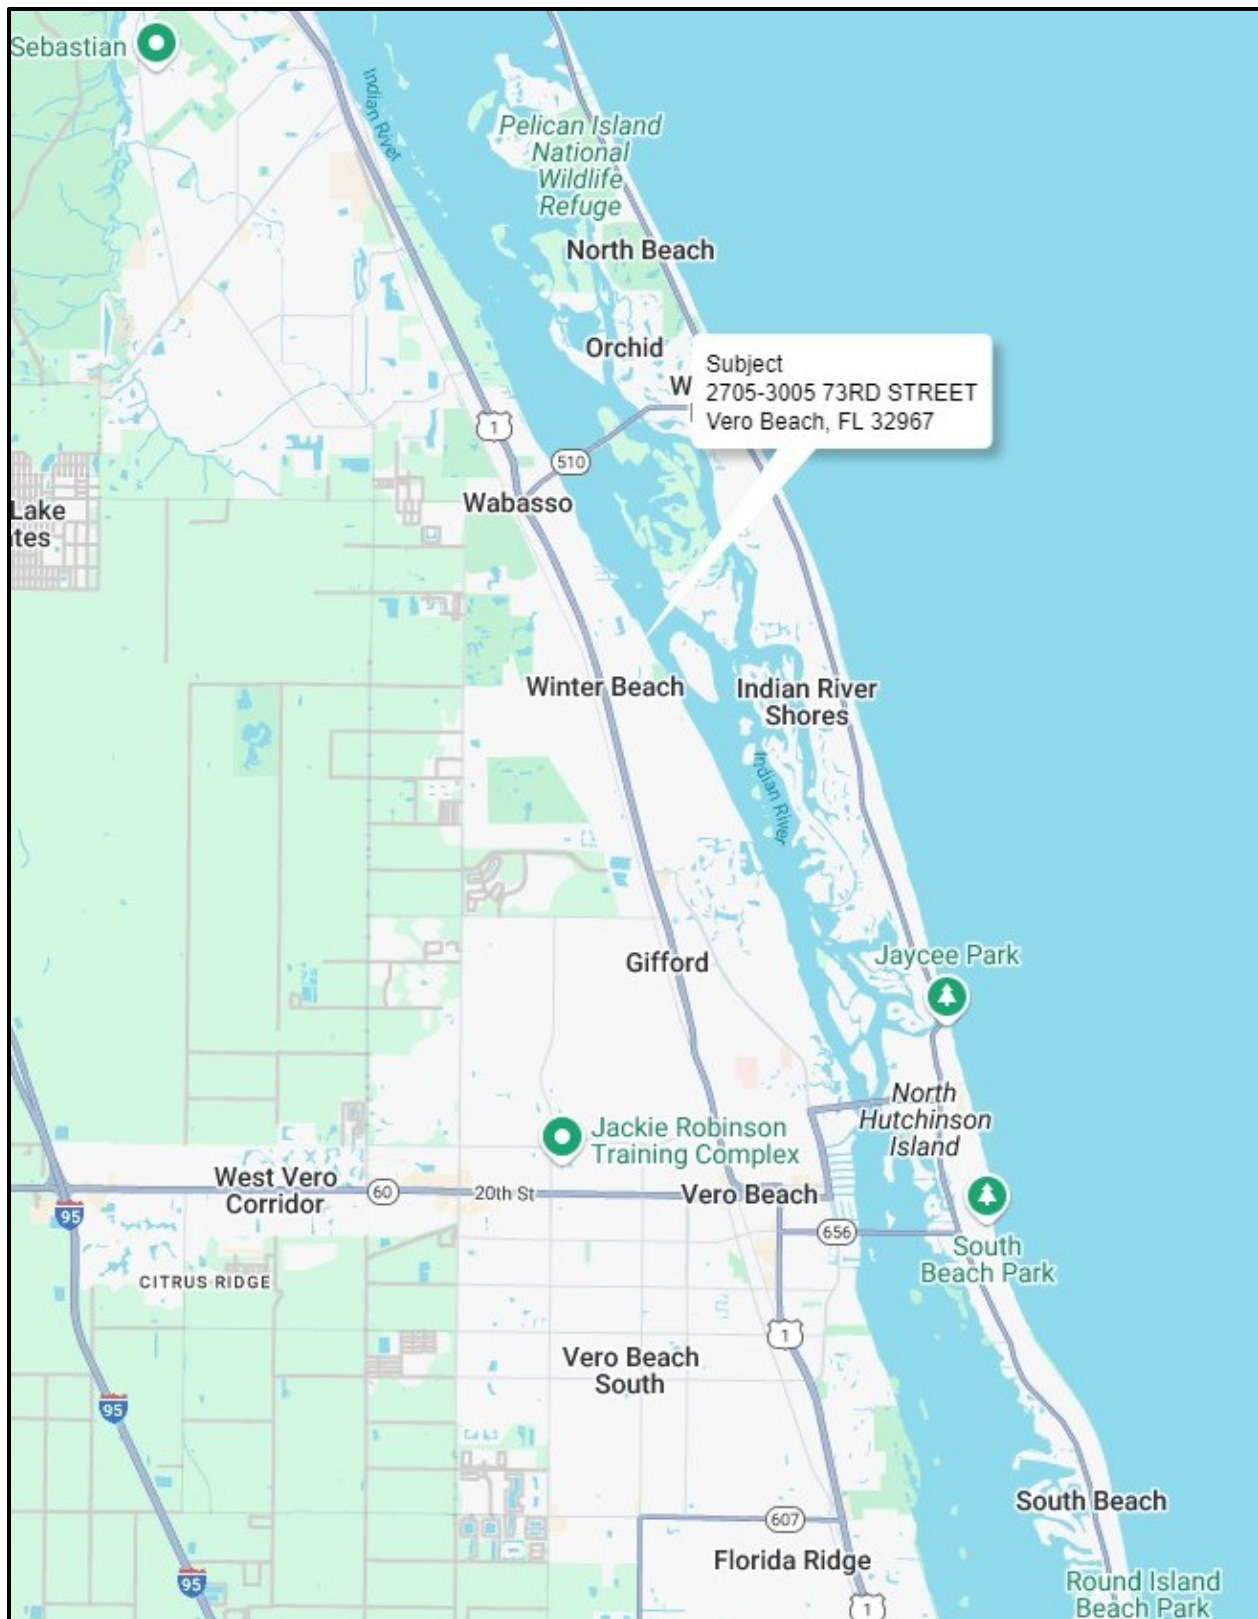 Sebastian
Indian River
Pelican Island
National
Wildlife
Refuge
North Beach
Orchid
W
Subject
2705-3005 73RD STREET
Vero Beach, FL 32967
1
510
Wabasso
Lake
tes
Winter Beach
Indian River
Shores
Indian River
Gifford
Jaycee Park
North
Hutchinson
Island
Jackie Robinson
Training Complex
West Vero
Corridor
60
20th St
Vero Beach
95
656
South
Beach Park
CITRUS RIDGE
1
Vero Beach
South
95
South Beach
607
Florida Ridge
95
Round Island
Beach Park
1